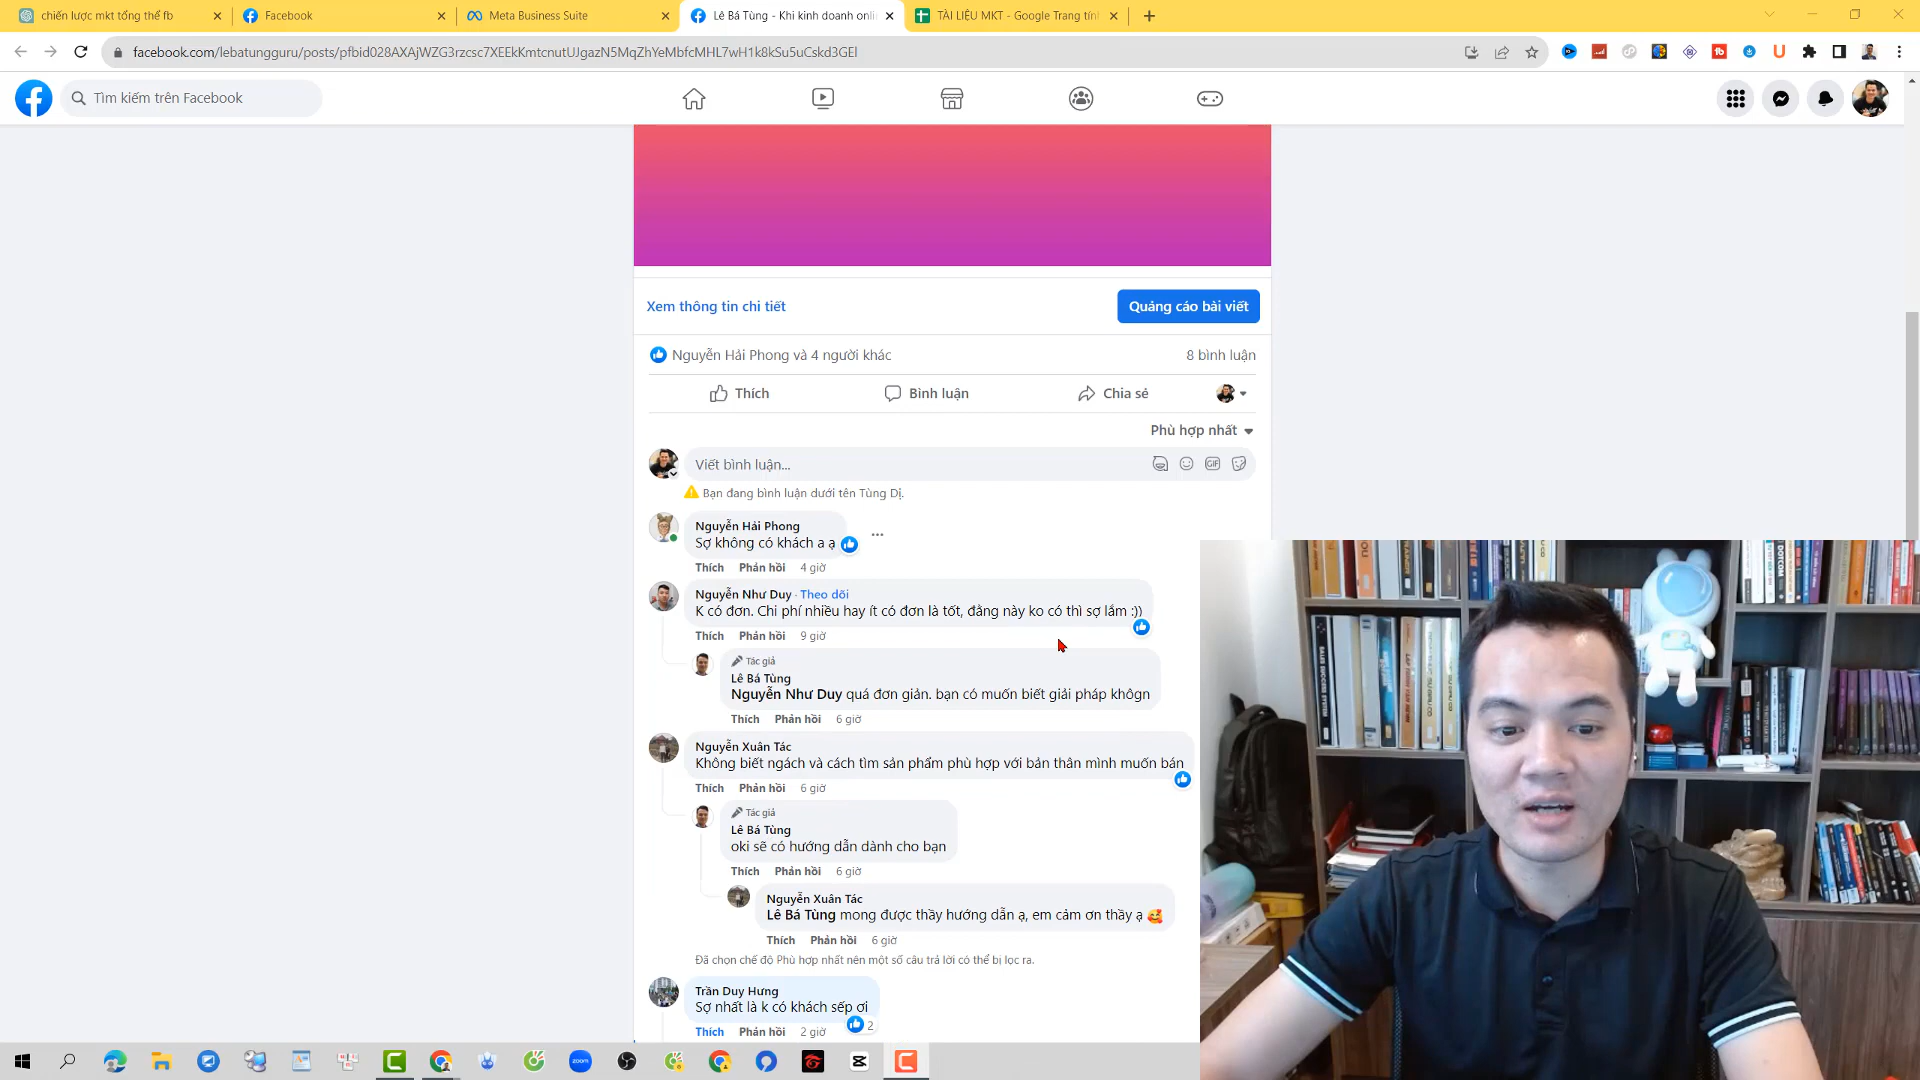 chiến lược mkt tổng thể fb
Facebook
Meta Business Suite
Lê Bá Tùng - Khi kinh doanh onli
TÀI LIỆU MKT - Google Trang tín
facebook.com/lebatungguru/posts/pfbid028AXAjWZG3rzcsc7XEEkKmtcnutUJgazN5MqZhYeMbfcMHL7wH1k8kSu5uCskd3GEl
Tìm kiếm trên Facebook
Xem thông tin chi tiết
Quảng cáo bài viết
Nguyễn Hải Phong và 4 người khác
8 bình luận
Thích
Bình luận
Chia sẻ
Phù hợp nhất
Viết bình luận...
GIF
Bạn đang bình luận dưới tên Tùng Dị.
Nguyễn Hải Phong
Sợ không có khách a ạ
Thích Phản hồi 4 giờ
Nguyễn Như Duy · Theo dõi
K có đơn. Chi phí nhiều hay ít có đơn là tốt, đằng này ko có thì sợ lắm :))
Thích Phản hồi 9 giờ
Tác giả
Lê Bá Tùng
Nguyễn Như Duy quá đơn giản. bạn có muốn biết giải pháp khôgn
Thích Phản hồi 6 giờ
Nguyễn Xuân Tác
Không biết ngách và cách tìm sản phẩm phù hợp với bản thân mình muốn bán
Thích Phản hồi 6 giờ
Tác giả
Lê Bá Tùng
oki sẽ có hướng dẫn dành cho bạn
Thích Phản hồi 6 giờ
Nguyễn Xuân Tác
Lê Bá Tùng mong được thầy hướng dẫn ạ, em cảm ơn thầy ạ 🥰
Thích Phản hồi 6 giờ
Đã chọn chế độ Phù hợp nhất nên một số câu trả lời có thể bị lọc ra.
Trần Duy Hưng
Sợ nhất là k có khách sếp ơi
2
Thích Phản hồi 2 giờ
zoom